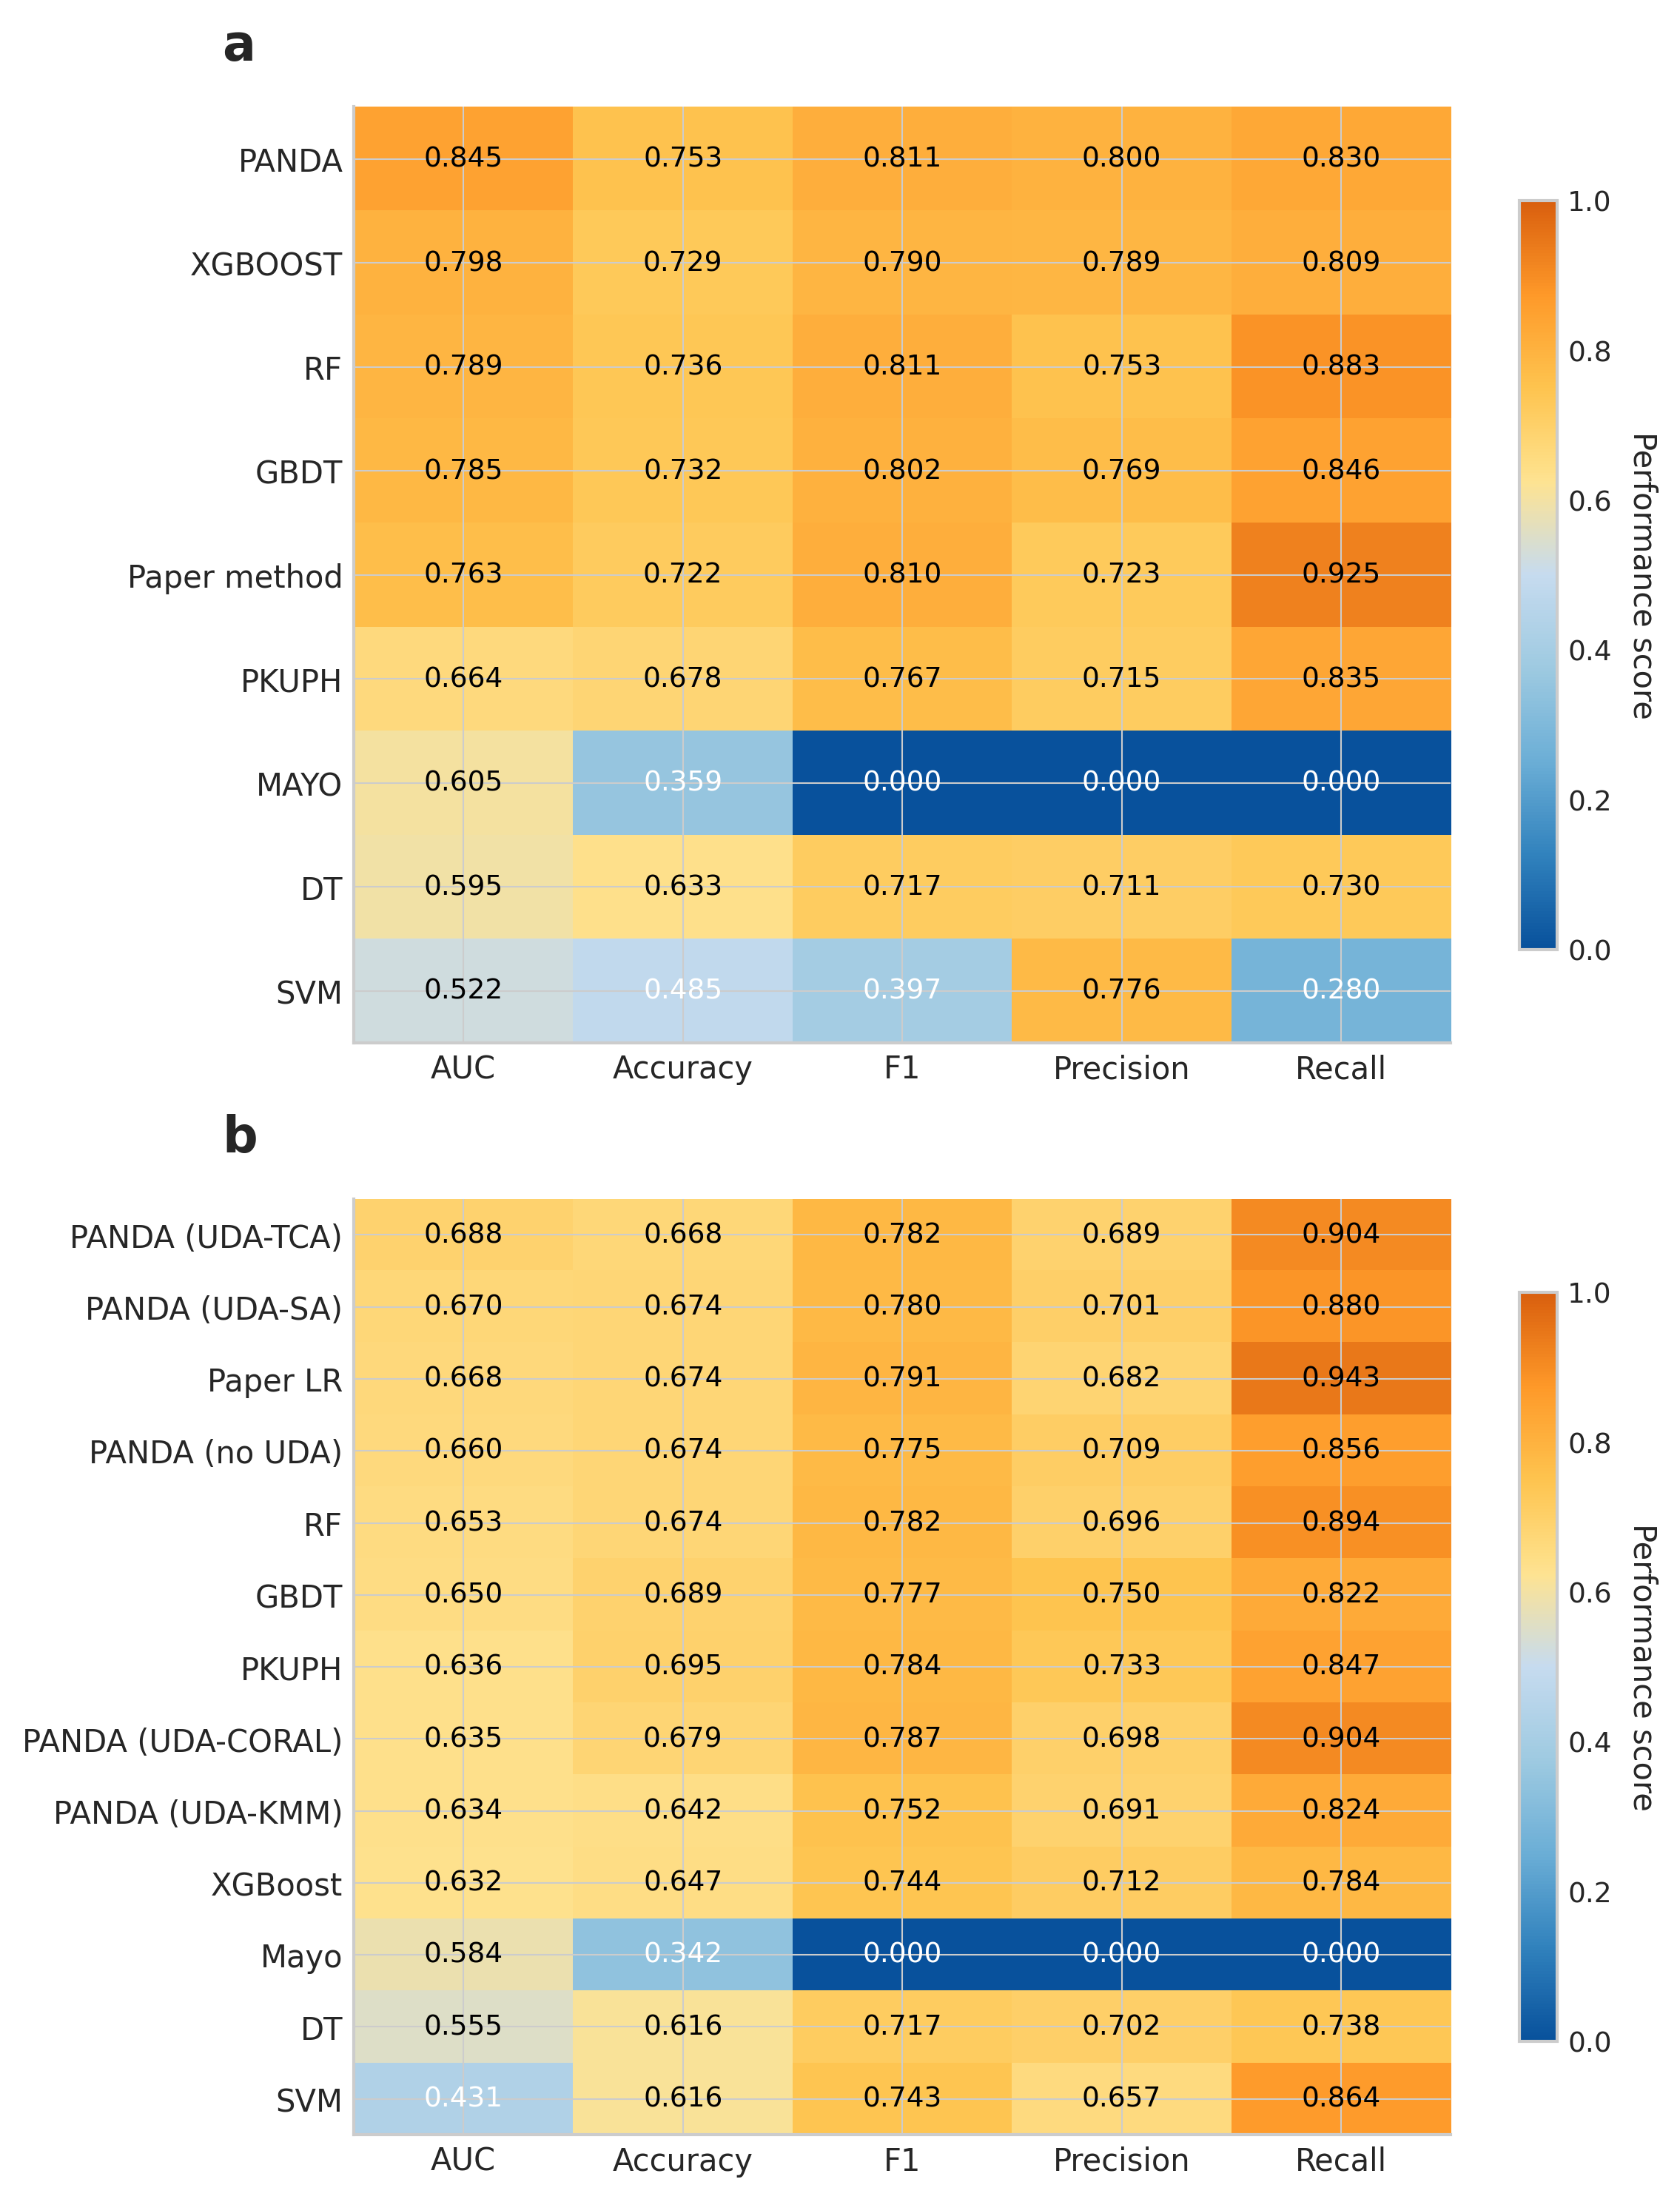 a
PANDA 0.845 0.753 0.811 0.800 0.830
XGBOOST 0.798 0.729 0.790 0.789 0.809
RF 0.789 0.736 0.811 0.753 0.883
GBDT 0.785 0.732 0.802 0.769 0.846
Paper method 0.763 0.722 0.810 0.723 0.925
PKUPH 0.664 0.678 0.767 0.715 0.835
MAYO 0.605 0.359 0.000 0.000 0.000
DT 0.595 0.633 0.717 0.711 0.730
SVM 0.522 0.485 0.397 0.776 0.280
AUC Accuracy F1 Precision Recall
1.0
0.8
0.6
0.4
0.2
0.0
Performance score
b
PANDA (UDA-TCA) 0.688 0.668 0.782 0.689 0.904
PANDA (UDA-SA) 0.670 0.674 0.780 0.701 0.880
Paper LR 0.668 0.674 0.791 0.682 0.943
PANDA (no UDA) 0.660 0.674 0.775 0.709 0.856
RF 0.653 0.674 0.782 0.696 0.894
GBDT 0.650 0.689 0.777 0.750 0.822
PKUPH 0.636 0.695 0.784 0.733 0.847
PANDA (UDA-CORAL) 0.635 0.679 0.787 0.698 0.904
PANDA (UDA-KMM) 0.634 0.642 0.752 0.691 0.824
XGBoost 0.632 0.647 0.744 0.712 0.784
Mayo 0.584 0.342 0.000 0.000 0.000
DT 0.555 0.616 0.717 0.702 0.738
SVM 0.431 0.616 0.743 0.657 0.864
AUC Accuracy F1 Precision Recall
1.0
0.8
0.6
0.4
0.2
0.0
Performance score